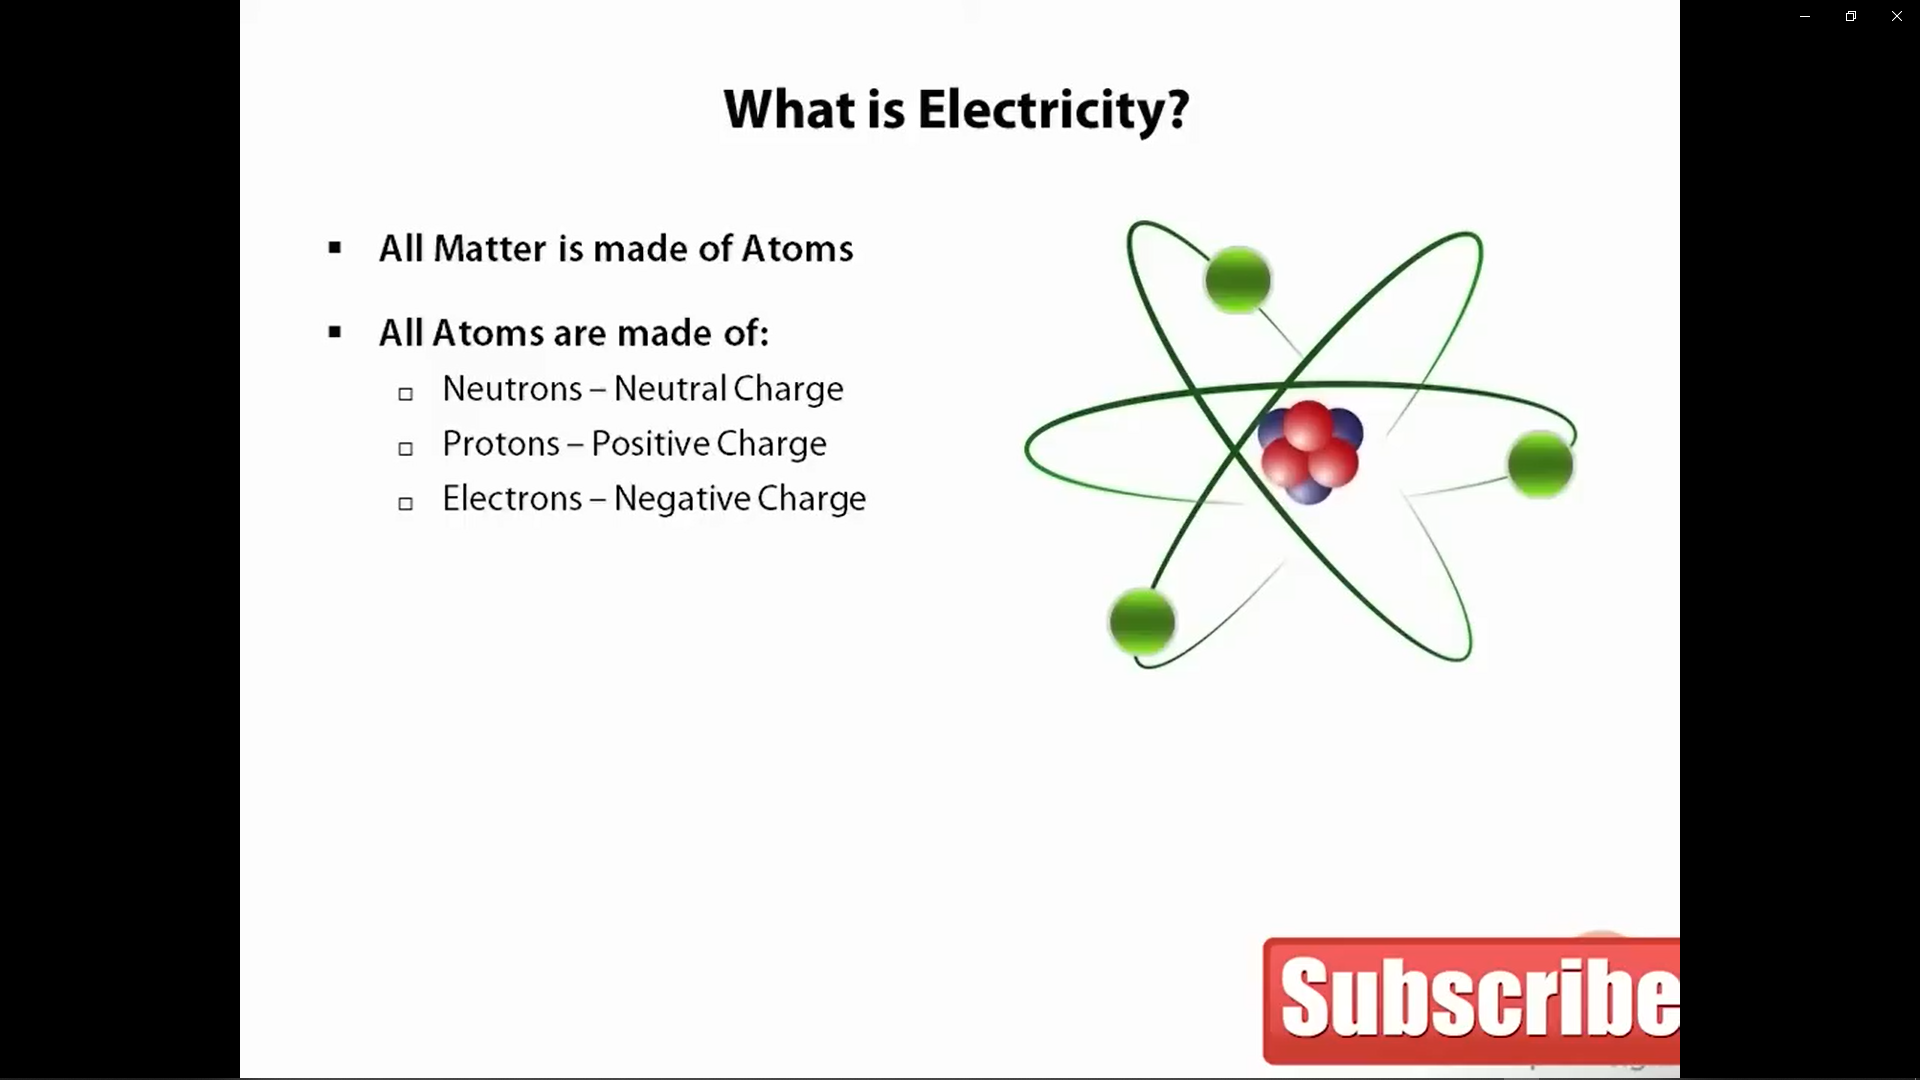 What is Electricity?
▪ All Matter is made of Atoms
▪ All Atoms are made of:
□ Neutrons – Neutral Charge
□ Protons – Positive Charge
□ Electrons – Negative Charge
Subscribe